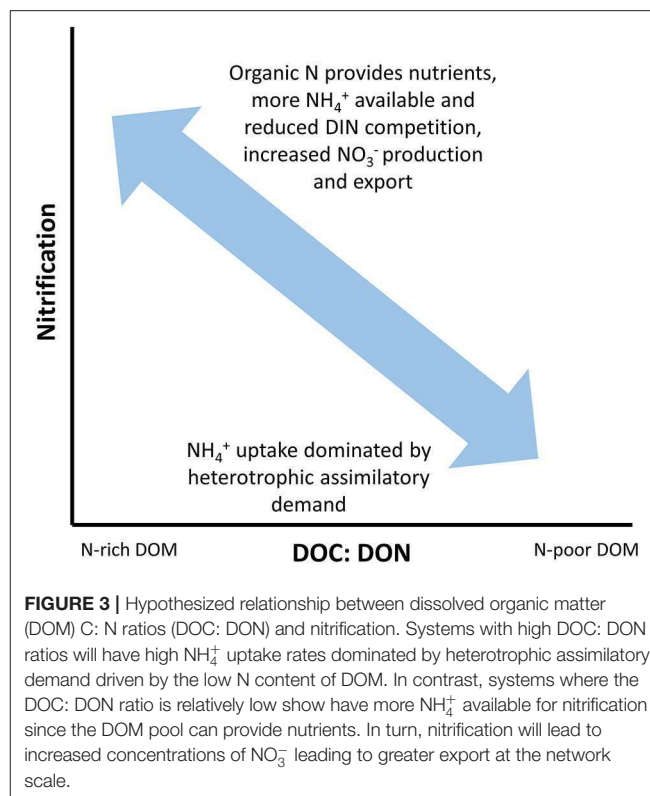 Organic N provides nutrients,
more NH₄⁺ available and
reduced DIN competition,
increased NO₃⁻ production
and export
Nitrification
NH₄⁺ uptake dominated by
heterotrophic assimilatory
demand
N-rich DOM
DOC: DON
N-poor DOM
FIGURE 3 | Hypothesized relationship between dissolved organic matter
(DOM) C: N ratios (DOC: DON) and nitrification. Systems with high DOC: DON
ratios will have high NH₄⁺ uptake rates dominated by heterotrophic assimilatory
demand driven by the low N content of DOM. In contrast, systems where the
DOC: DON ratio is relatively low show have more NH₄⁺ available for nitrification
since the DOM pool can provide nutrients. In turn, nitrification will lead to
increased concentrations of NO₃⁻ leading to greater export at the network
scale.